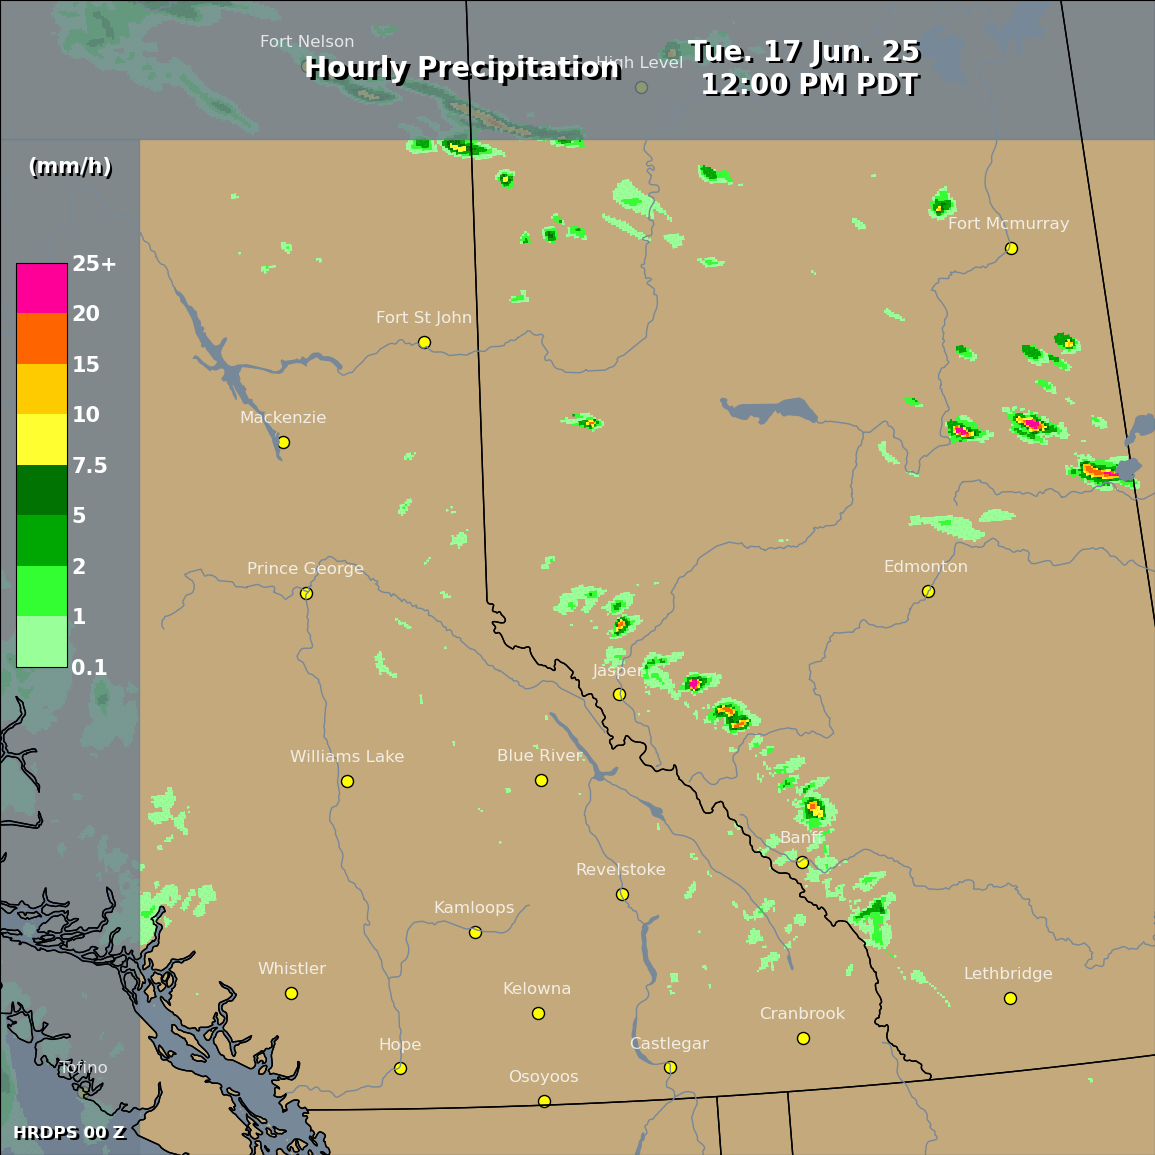 Fort Nelson
Hourly Precipitation
High Level
Tue. 17 Jun. 25
12:00 PM PDT
(mm/h)
25+
20
15
10
7.5
5
2
1
0.1
Fort Mcmurray
Fort St John
Mackenzie
Prince George
Edmonton
Jasper
Williams Lake
Blue River
Banff
Revelstoke
Kamloops
Whistler
Lethbridge
Kelowna
Cranbrook
Hope
Castlegar
Tofino
Osoyoos
HRDPS 00 Z